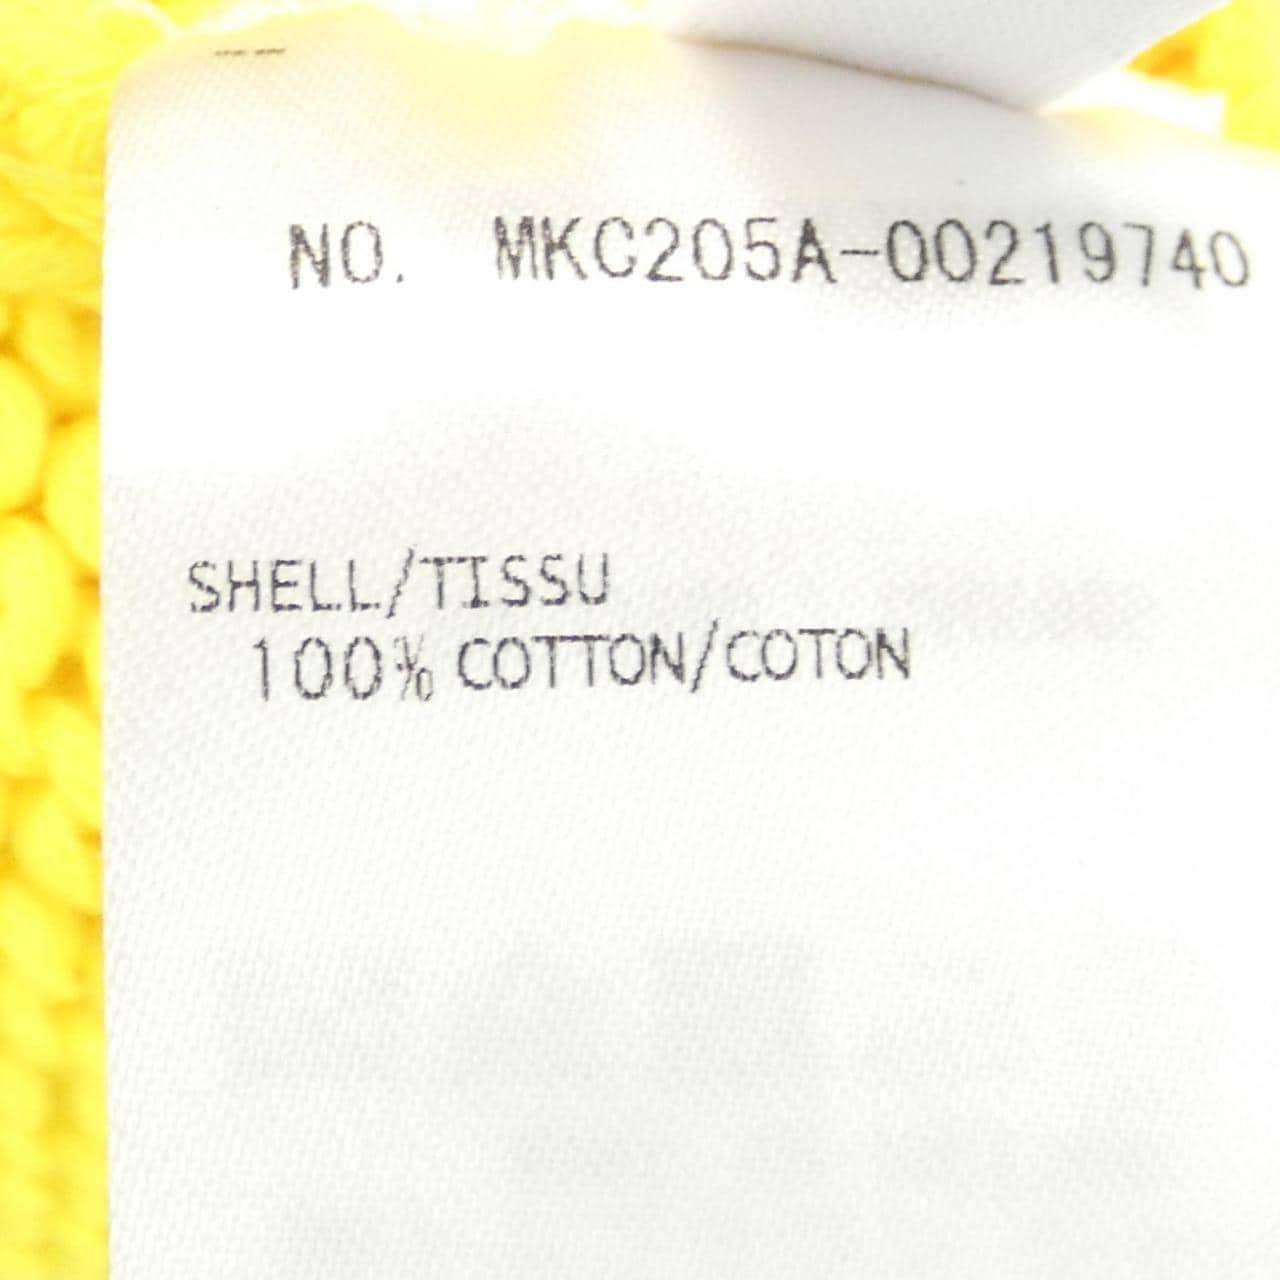 NO. MKC205A-00219740
SHELL/TISSU
100% COTTON/COTON